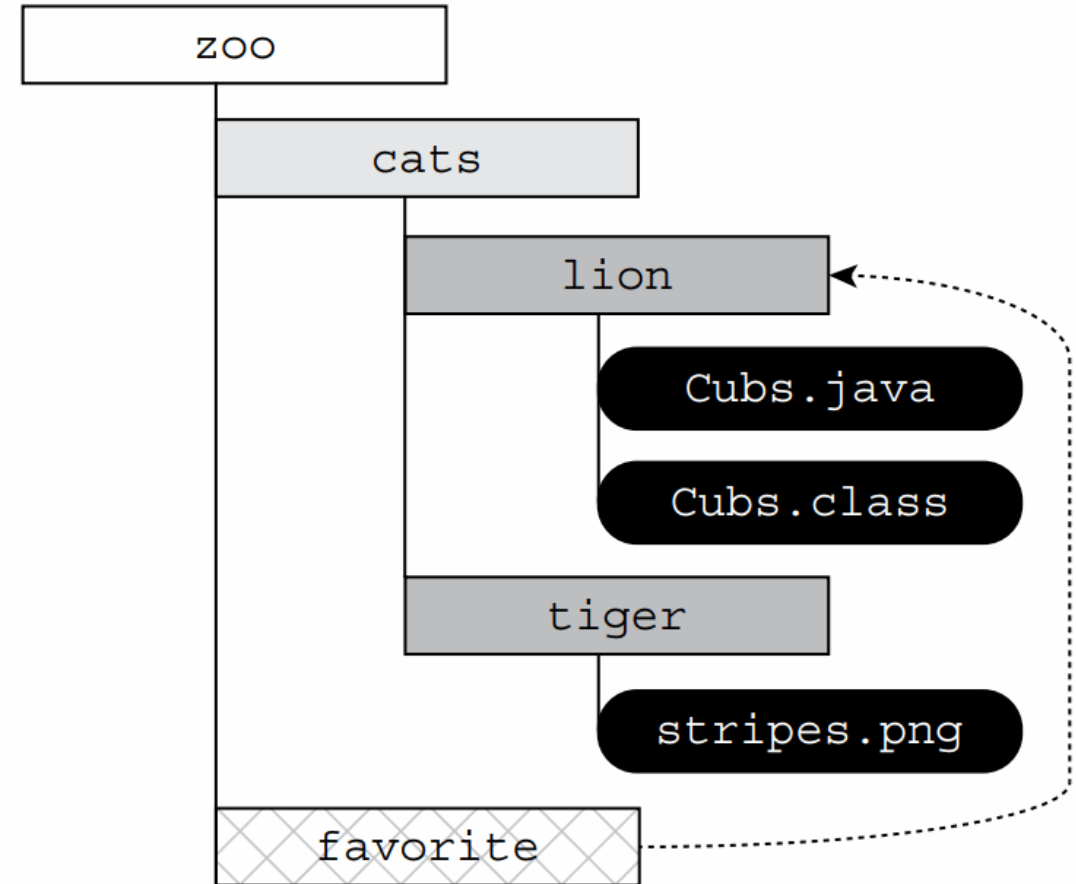 zoo
cats
lion
Cubs.java
Cubs.class
tiger
stripes.png
favorite